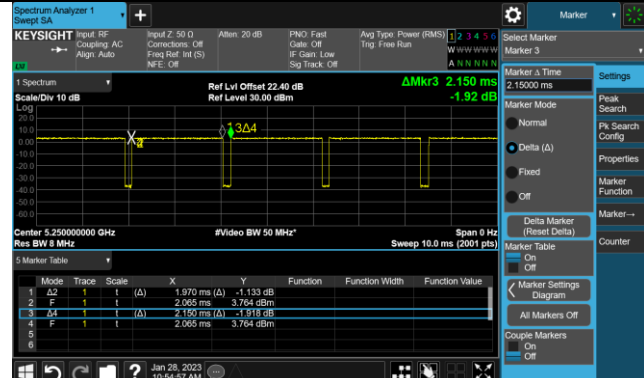 Spectrum Analyzer 1
Swept SA
+
Marker
KEYSIGHT Input: RF Input Z: 50 Ω Atten: 20 dB PNO: Fast Avg Type: Power (RMS) 1 2 3 4 5 6
Coupling: AC Corrections: Off Gate: Off Trig: Free Run W W W W W W
Align: Auto Freq Ref: Int (S) IF Gain: Low A N N N N N
NFE: Off Sig Track: Off
LXI
Select Marker
Marker 3
1 Spectrum
Scale/Div 10 dB
Ref Lvl Offset 22.40 dB
Ref Level 30.00 dBm
ΔMkr3 2.150 ms
-1.92 dB
Log
20.0
10.0
0.00
-10.0
-20.0
-30.0
-40.0
-50.0
-60.0
3Δ4
Center 5.250000000 GHz #Video BW 50 MHz* Span 0 Hz
Res BW 8 MHz Sweep 10.0 ms (2001 pts)
5 Marker Table
Mode Trace Scale X Y Function Function Width Function Value
1 Δ2 1 t (Δ) 1.970 ms (Δ) -1.133 dB
2 F 1 t 2.065 ms 3.764 dBm
3 Δ4 1 t (Δ) 2.150 ms (Δ) -1.918 dB
4 F 1 t 2.065 ms 3.764 dBm
5
6
Jan 28, 2023
10:54:57 AM
?
Marker Δ Time
2.15000 ms
Marker Mode
Normal
Delta (Δ)
Fixed
Off
Delta Marker
(Reset Delta)
Marker Table
On
Off
Marker Settings
Diagram
All Markers Off
Couple Markers
On
Off
Settings
Peak
Search
Pk Search
Config
Properties
Marker
Function
Marker→
Counter